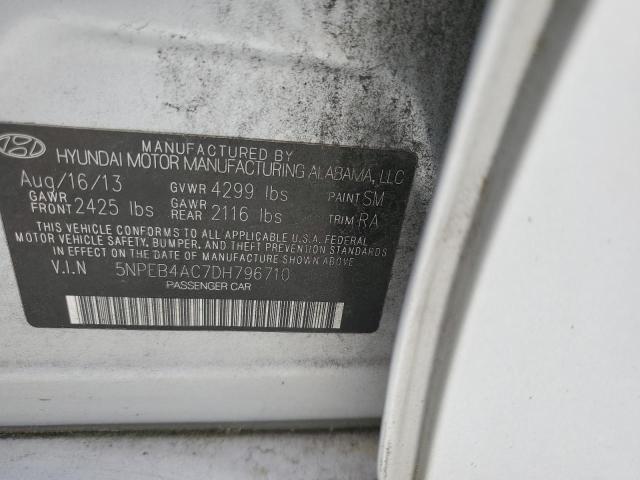 MANUFACTURED BY
HYUNDAI MOTOR MANUFACTURING ALABAMA, LLC
Aug/16/13 GVWR 4299 lbs PAINT SM
GAWR FRONT 2425 lbs GAWR REAR 2116 lbs TRIM RA
THIS VEHICLE CONFORMS TO ALL APPLICABLE U.S.A. FEDERAL
MOTOR VEHICLE SAFETY, BUMPER, AND THEFT PREVENTION STANDARDS
IN EFFECT ON THE DATE OF MANUFACTURE SHOWN ABOVE
V.I.N 5NPEB4AC7DH796710
PASSENGER CAR